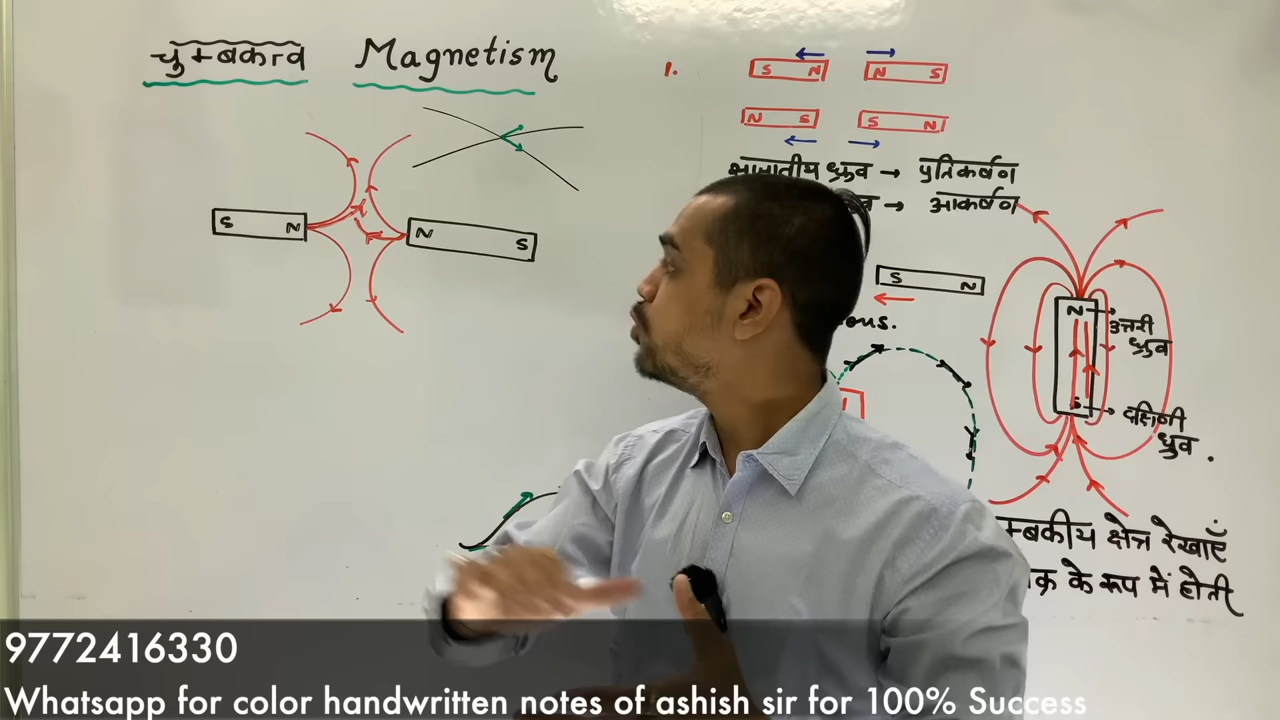 चुम्बकत्व Magnetism
1.
S N N S
N S S N
ध्रुव → प्रतिकर्षण
→ आकर्षण
S N N S
S N
ous.
N
उत्तरी
ध्रुव
S
दक्षिणी
ध्रुव.
म्बकीय क्षेत्र रेखाएँ
के रूप में होती
9772416330
Whatsapp for color handwritten notes of ashish sir for 100% Success